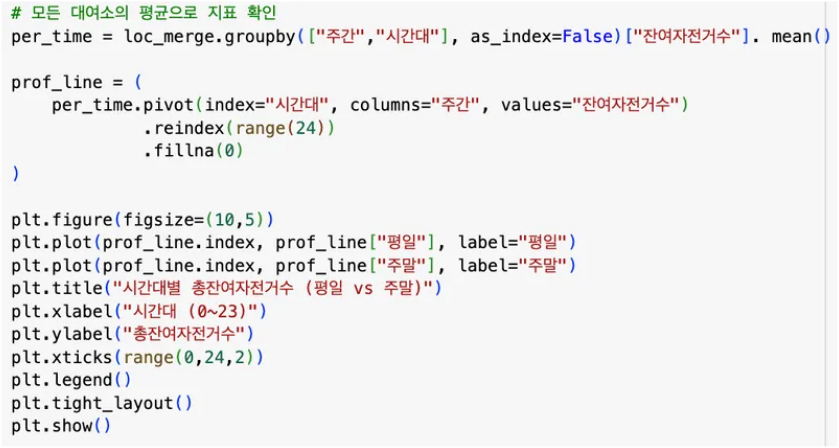 # 모든 대여소의 평균으로 지표 확인
per_time = loc_merge.groupby(["주간","시간대"], as_index=False)["잔여자전거수"]. mean()
prof_line = (
per_time.pivot(index="시간대", columns="주간", values="잔여자전거수")
.reindex(range(24))
.fillna(0)
)
plt.figure(figsize=(10,5))
plt.plot(prof_line.index, prof_line["평일"], label="평일")
plt.plot(prof_line.index, prof_line["주말"], label="주말")
plt.title("시간대별 총잔여자전거수 (평일 vs 주말)")
plt.xlabel("시간대 (0~23)")
plt.ylabel("총잔여자전거수")
plt.xticks(range(0,24,2))
plt.legend()
plt.tight_layout()
plt.show()